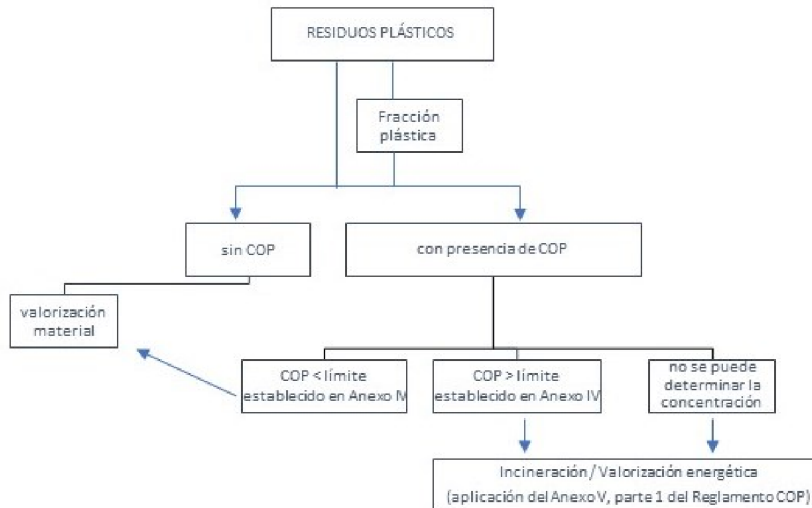 RESIDUOS PLÁSTICOS
Fracción
plástica
sin COP
con presencia de COP
valorización
material
COP < límite
establecido en Anexo IV
COP > límite
establecido en Anexo IV
no se puede
determinar la
concentración
Incineración / Valorización energética
(aplicación del Anexo V, parte 1 del Reglamento COP)